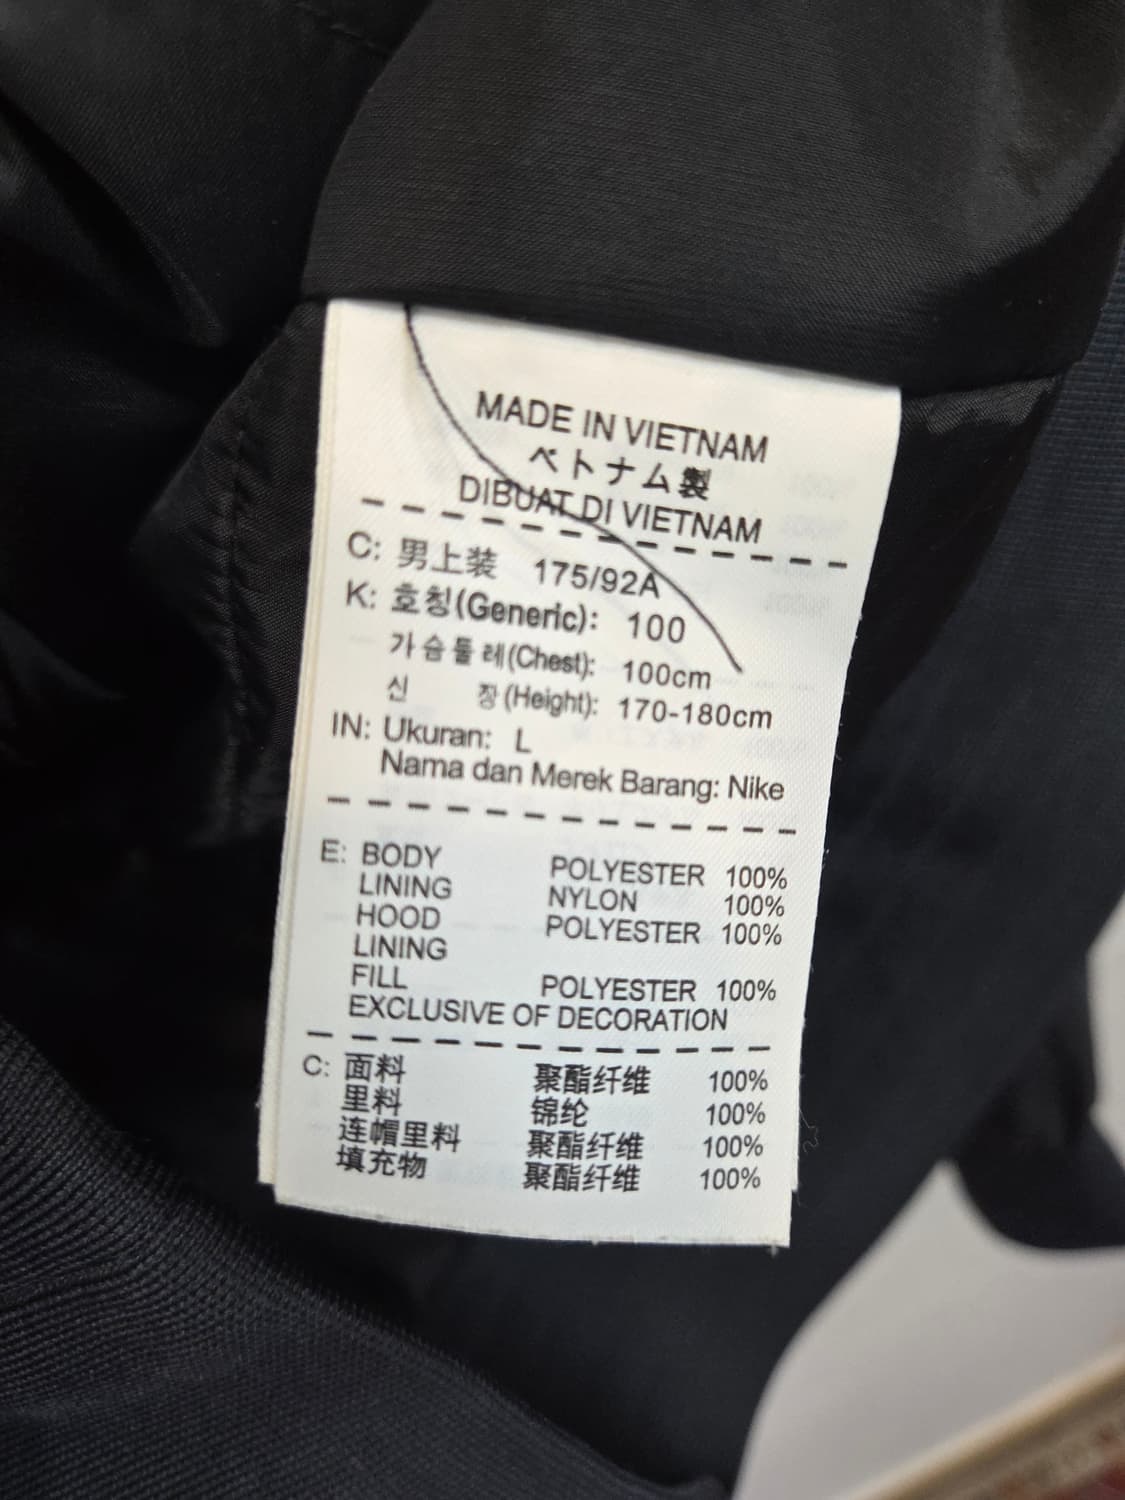 MADE IN VIETNAM
ベトナム製
DIBUAT DI VIETNAM
C: 男上装 175/92A
K: 호칭(Generic): 100
가슴둘레(Chest): 100cm
신 장(Height): 170-180cm
IN: Ukuran: L
Nama dan Merek Barang: Nike
E: BODY POLYESTER 100%
LINING NYLON 100%
HOOD POLYESTER 100%
LINING
FILL POLYESTER 100%
EXCLUSIVE OF DECORATION
C: 面料 聚酯纤维 100%
里料 锦纶 100%
连帽里料 聚酯纤维 100%
填充物 聚酯纤维 100%